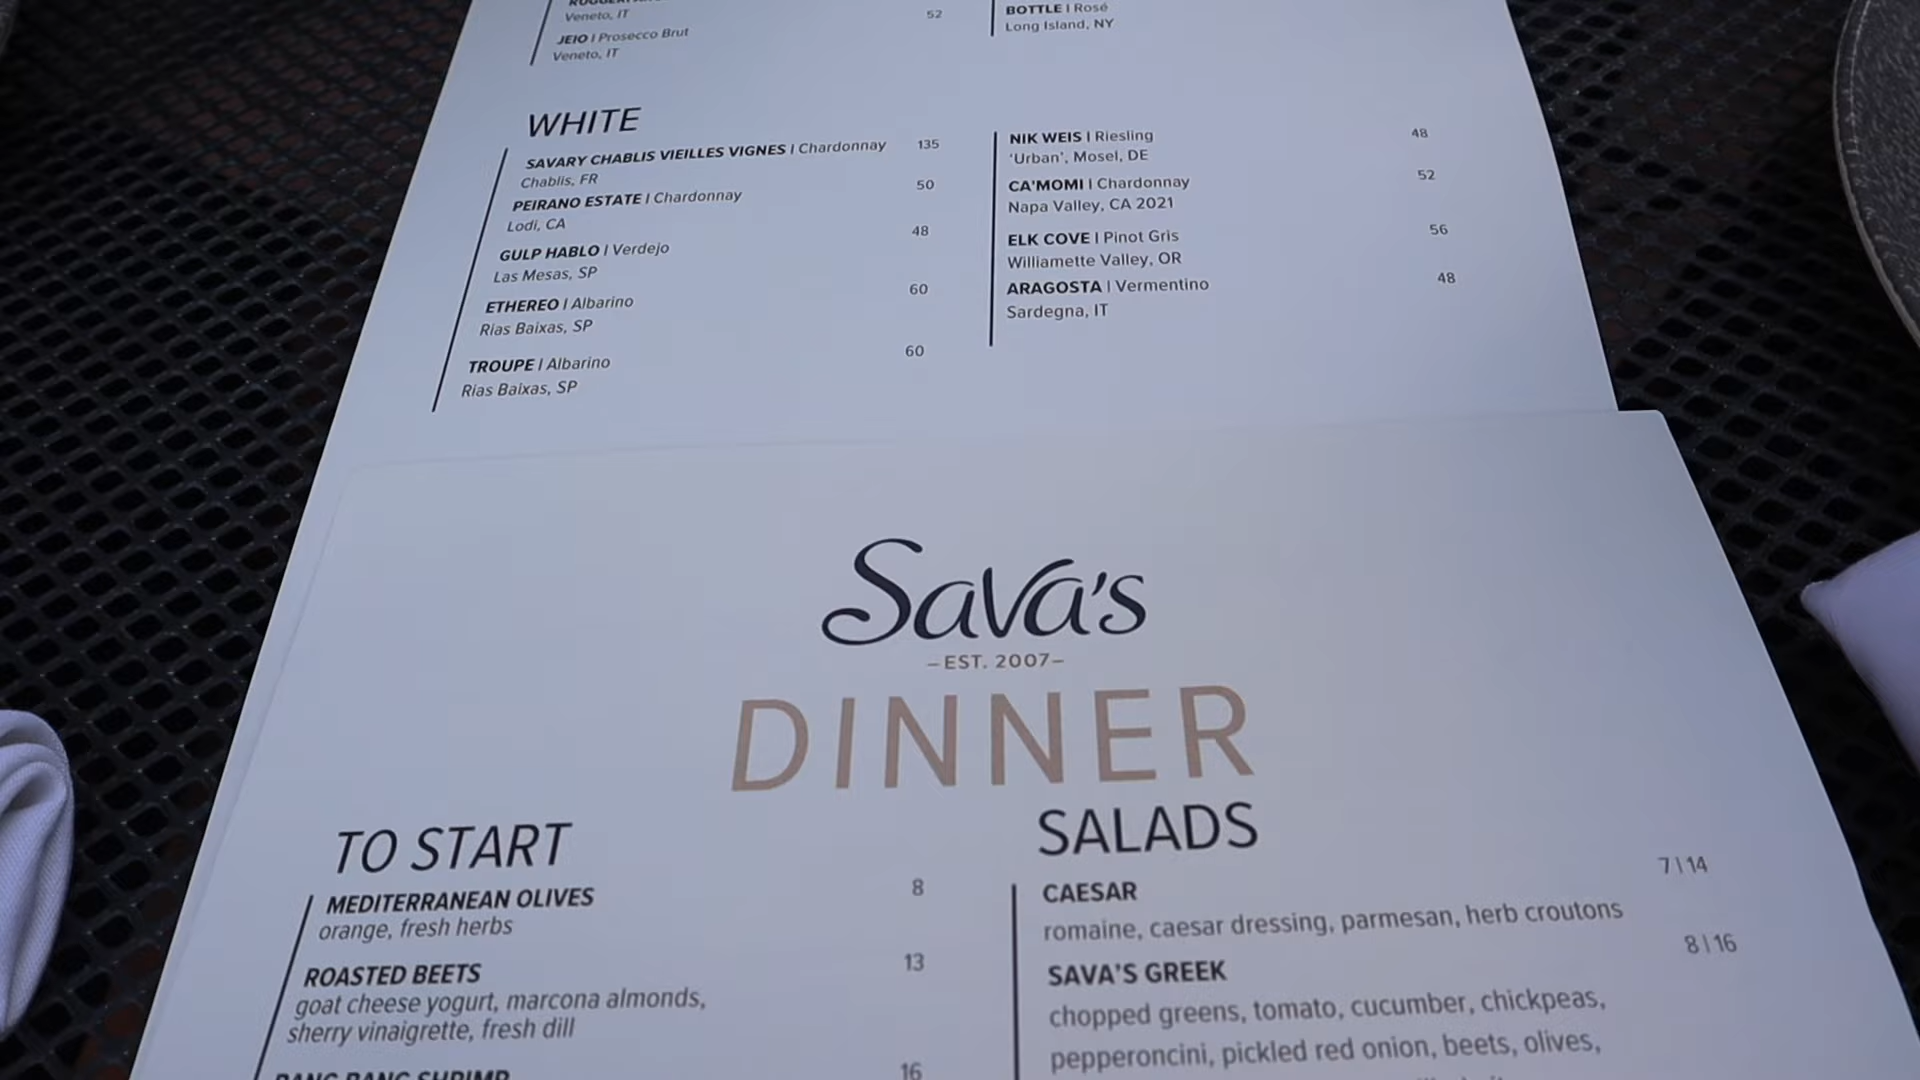 Veneto, IT
52
JEIO | Prosecco Brut
Veneto, IT
BOTTLE | Rosé
Long Island, NY
WHITE
SAVARY CHABLIS VIEILLES VIGNES | Chardonnay 135
Chablis, FR
PEIRANO ESTATE | Chardonnay 50
Lodi, CA
GULP HABLO | Verdejo 48
Las Mesas, SP
ETHEREO | Albarino 60
Rias Baixas, SP
TROUPE | Albarino 60
Rias Baixas, SP
NIK WEIS | Riesling 48
'Urban', Mosel, DE
CA'MOMI | Chardonnay 52
Napa Valley, CA 2021
ELK COVE | Pinot Gris 56
Williamette Valley, OR
ARAGOSTA | Vermentino 48
Sardegna, IT
Sava's
–EST. 2007–
DINNER
TO START
MEDITERRANEAN OLIVES 8
orange, fresh herbs
ROASTED BEETS 13
goat cheese yogurt, marcona almonds,
sherry vinaigrette, fresh dill
BANG BANG SHRIMP 16
SALADS
CAESAR 7 | 14
romaine, caesar dressing, parmesan, herb croutons
SAVA'S GREEK 8 | 16
chopped greens, tomato, cucumber, chickpeas,
pepperoncini, pickled red onion, beets, olives,